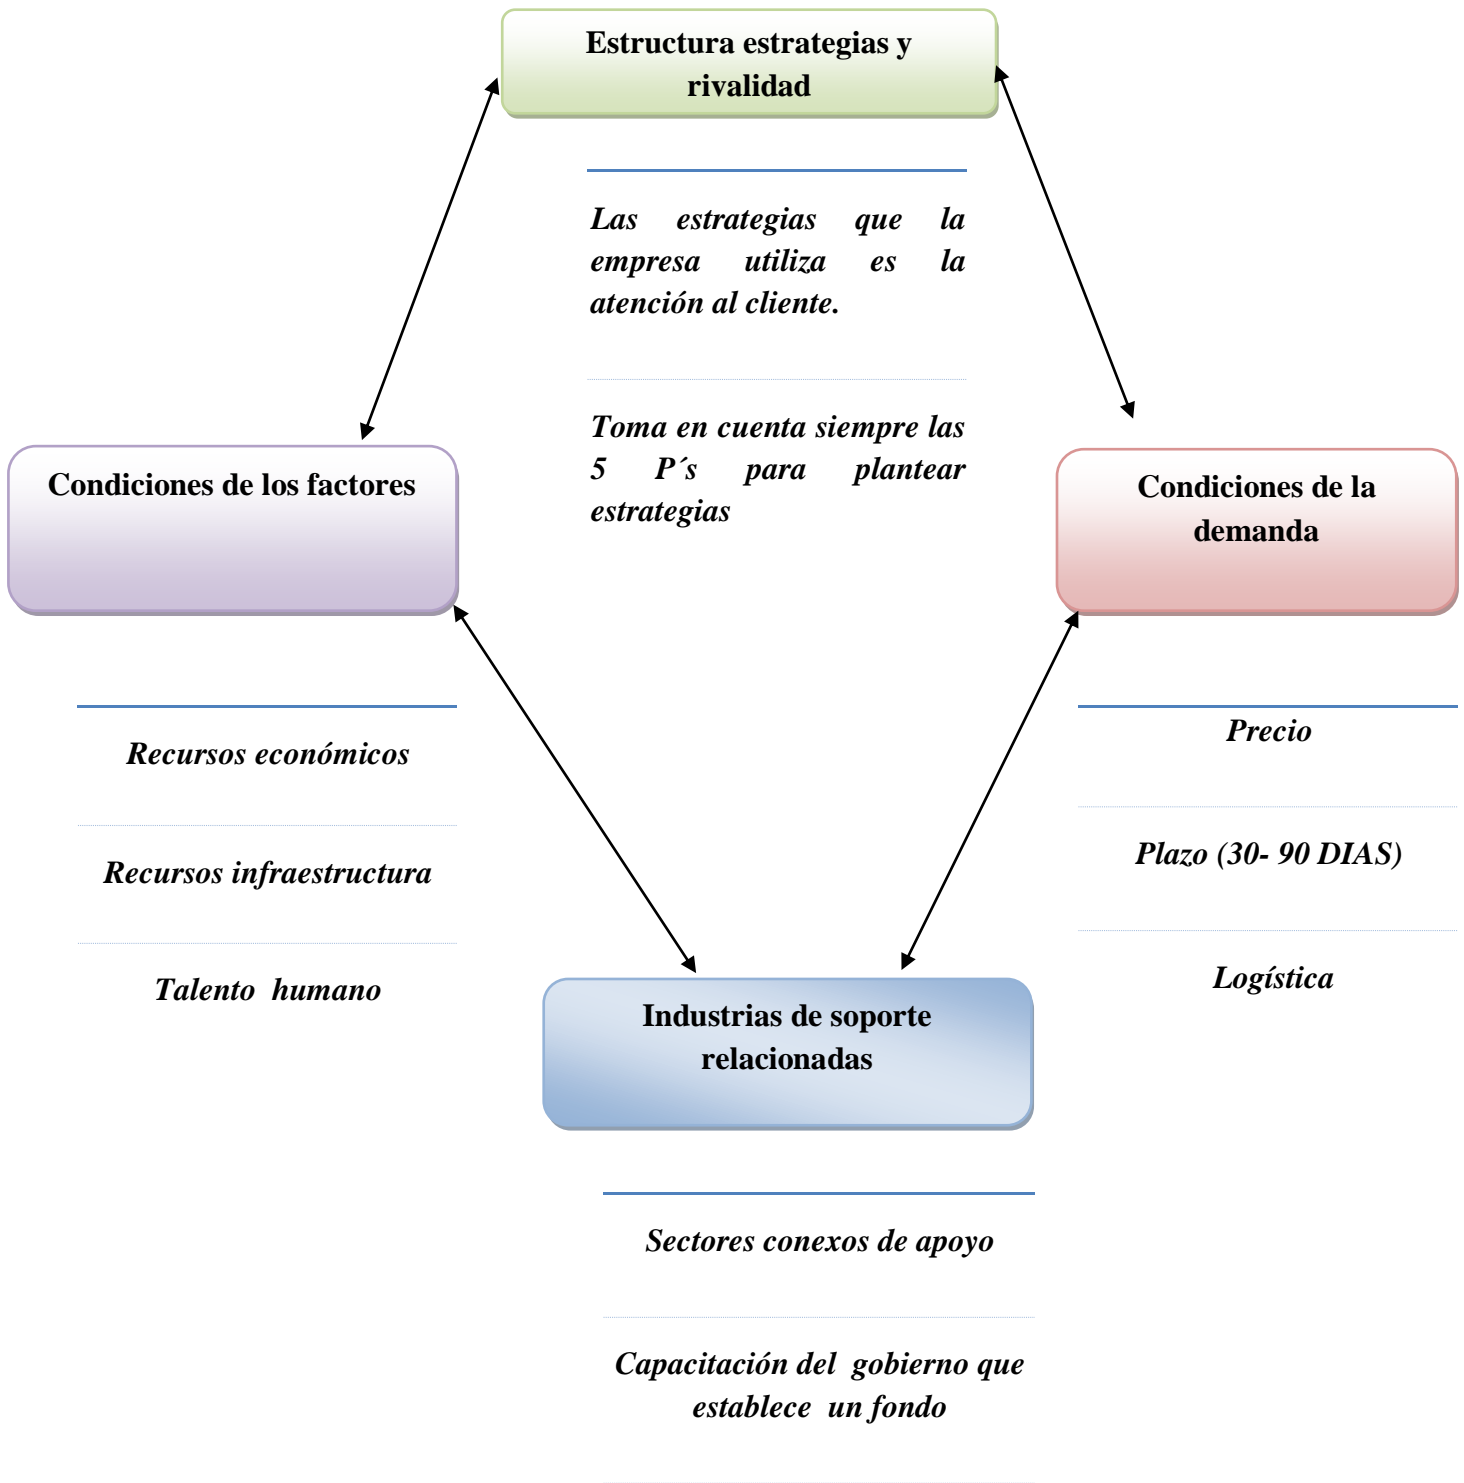 Estructura estrategias y
rivalidad
Las estrategias que la
empresa utiliza es la
atención al cliente.
Toma en cuenta siempre las
5 P´s para plantear
estrategias
Condiciones de los factores
Recursos económicos
Recursos infraestructura
Talento humano
Condiciones de la
demanda
Precio
Plazo (30- 90 DIAS)
Logística
Industrias de soporte
relacionadas
Sectores conexos de apoyo
Capacitación del gobierno que
establece un fondo